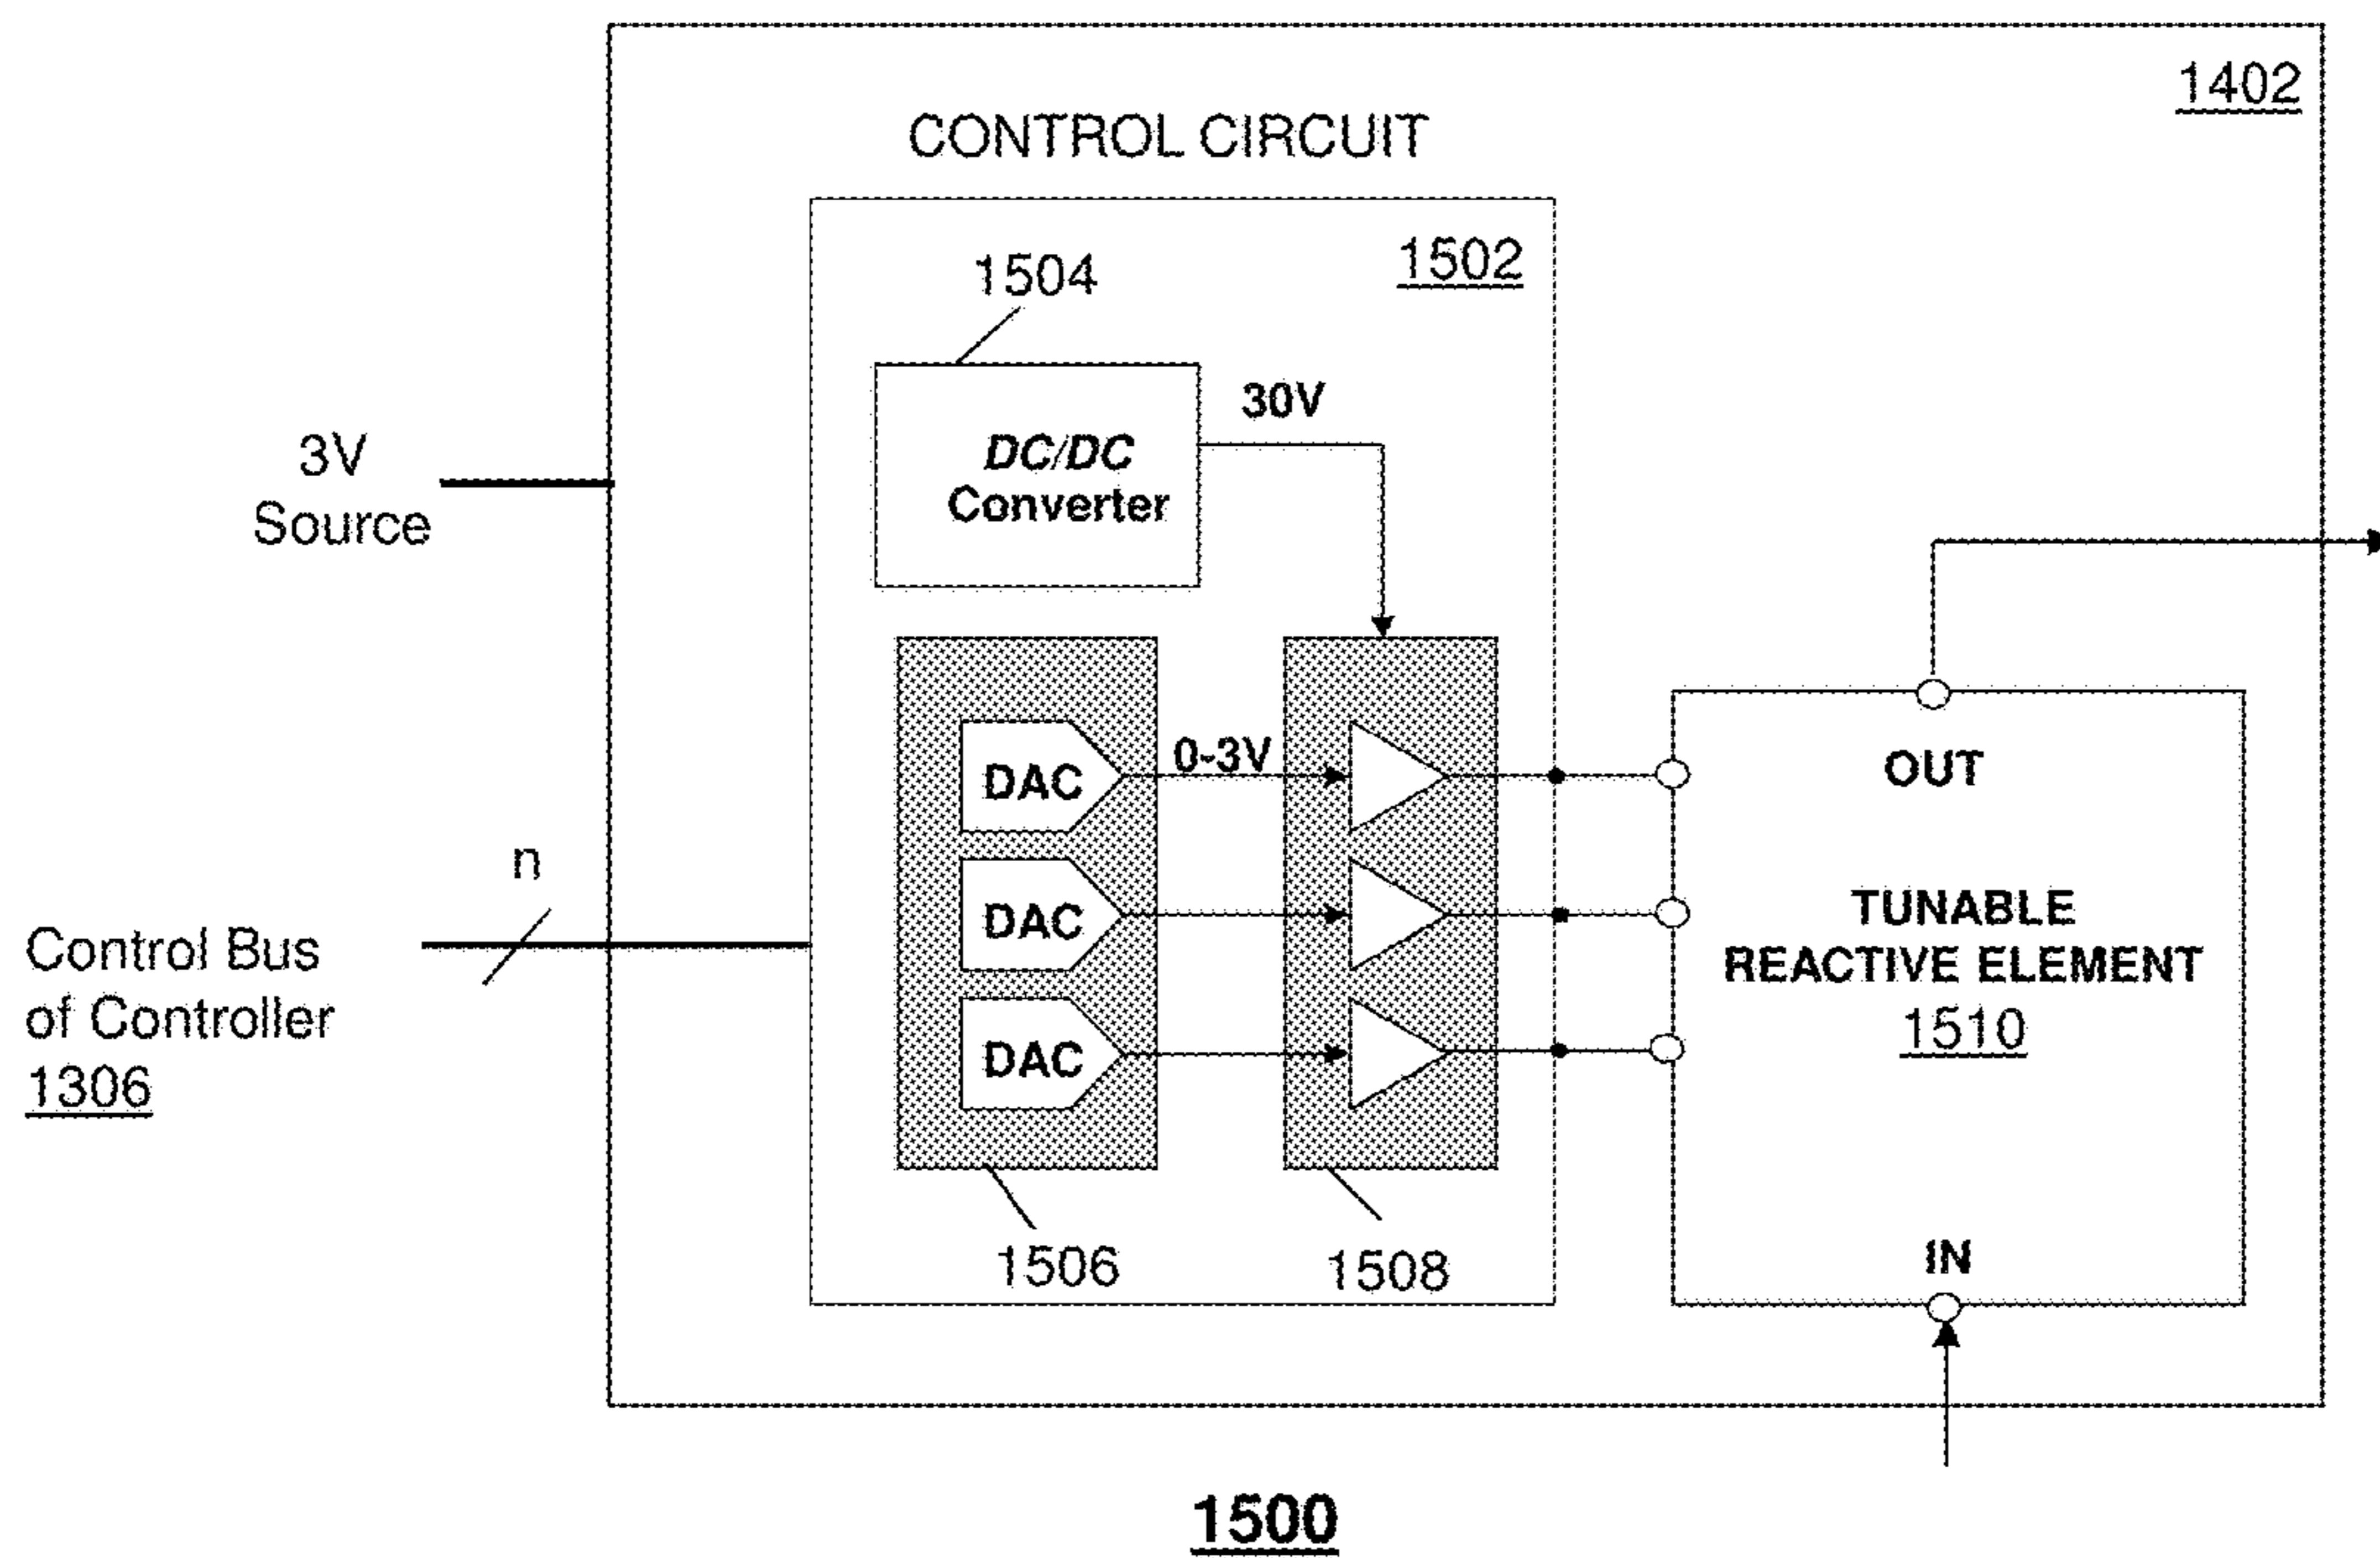 1402
CONTROL CIRCUIT
1502
1504
30V
DC/DC
Converter
3V
Source
0-3V
DAC
DAC
DAC
OUT
TUNABLE
REACTIVE ELEMENT
1510
IN
n
Control Bus
of Controller
1306
1506
1508
1500